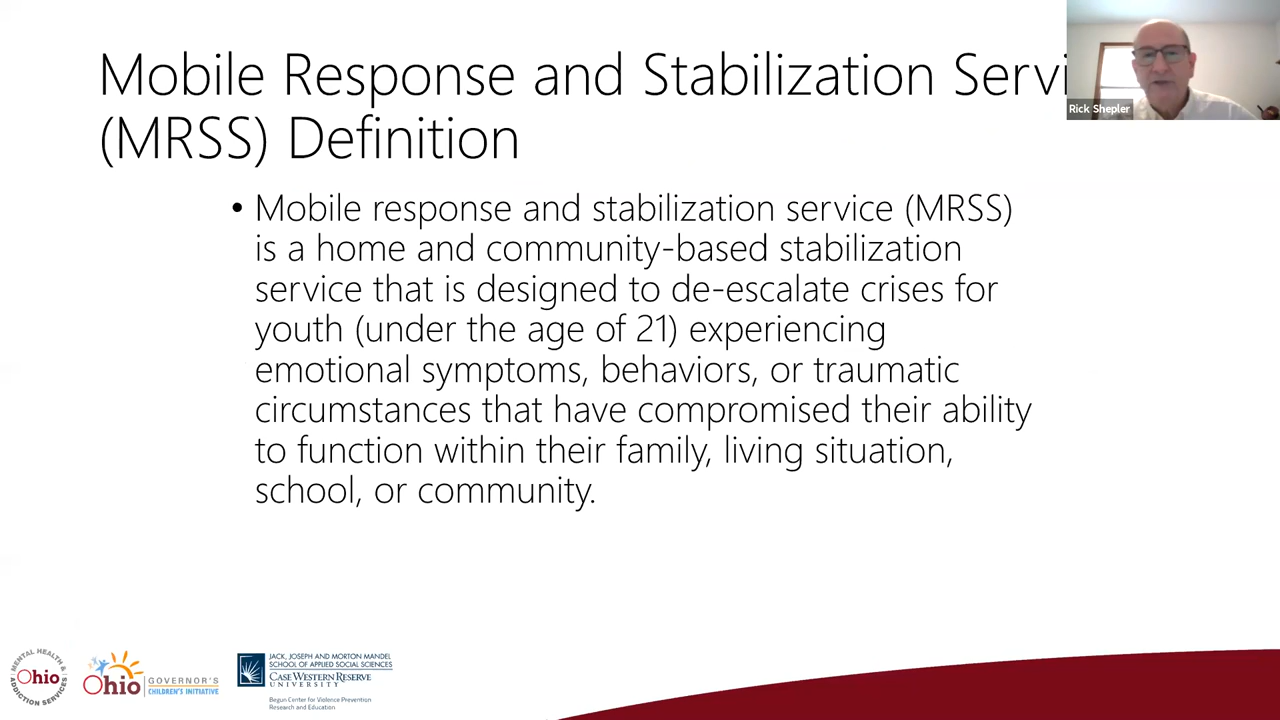 Mobile Response and Stabilization Servi
(MRSS) Definition
Rick Shepler
• Mobile response and stabilization service (MRSS)
is a home and community-based stabilization
service that is designed to de-escalate crises for
youth (under the age of 21) experiencing
emotional symptoms, behaviors, or traumatic
circumstances that have compromised their ability
to function within their family, living situation,
school, or community.
MENTAL HEALTH &
Ohio
ADDICTION SERVICES
Ohio
GOVERNOR'S
CHILDREN'S INITIATIVE
JACK, JOSEPH AND MORTON MANDEL
SCHOOL OF APPLIED SOCIAL SCIENCES
CASE WESTERN RESERVE
UNIVERSITY
Begun Center for Violence Prevention
Research and Education